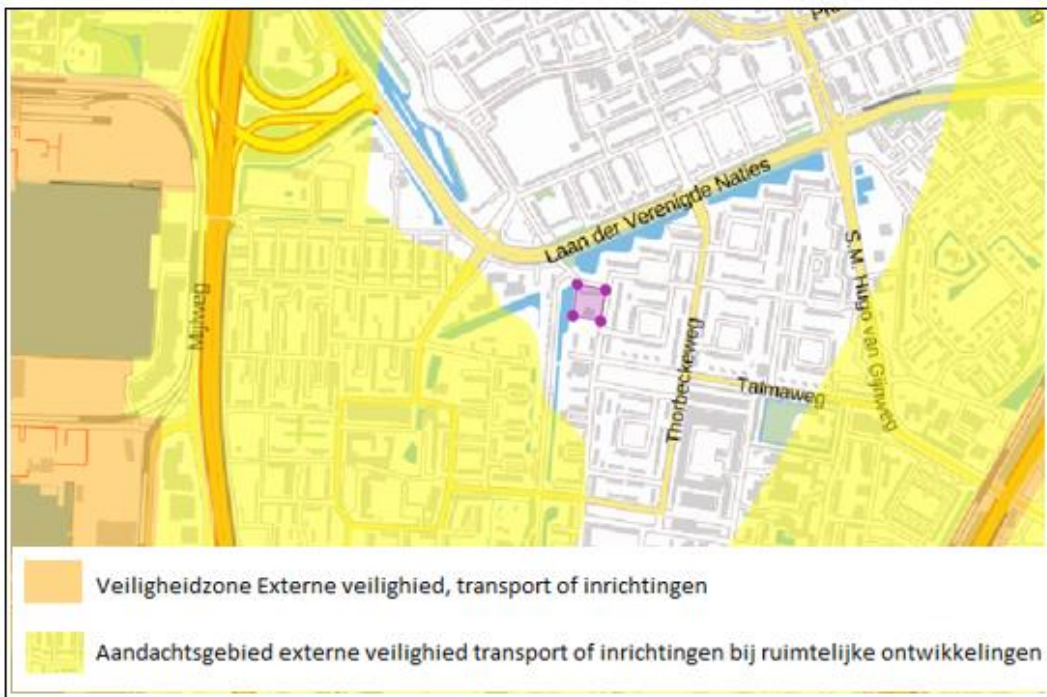 Pr
Laan der Verenigde Naties
Mijlweg
S.M. Hugo van Gijnweg
Thorbeckeweg
Talmaweg
Veiligheidzone Externe veilighied, transport of inrichtingen
Aandachtsgebied externe veilighied transport of inrichtingen bij ruimtelijke ontwikkelingen